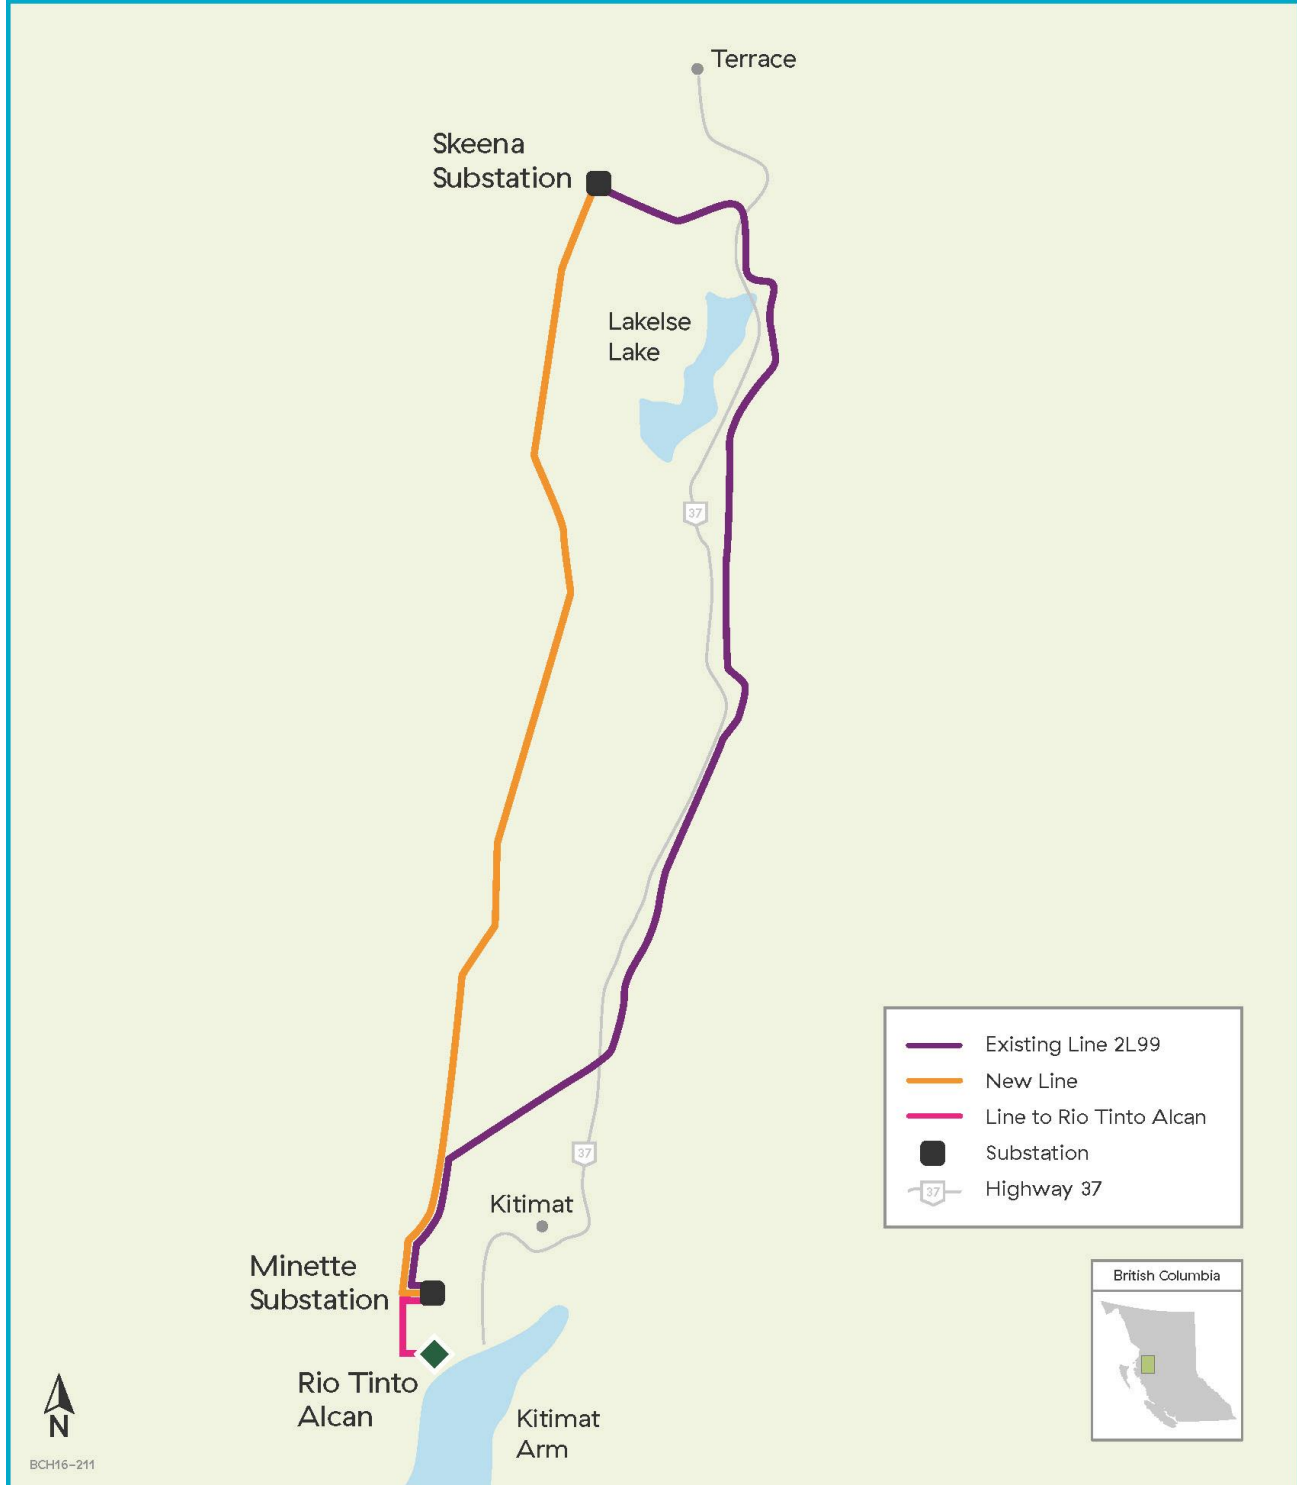 Terrace
Skeena
Substation
Lakelse
Lake
37
37
Kitimat
Minette
Substation
Rio Tinto
Alcan
Kitimat
Arm
N
BCH16-211
Existing Line 2L99
New Line
Line to Rio Tinto Alcan
Substation
37
Highway 37
British Columbia